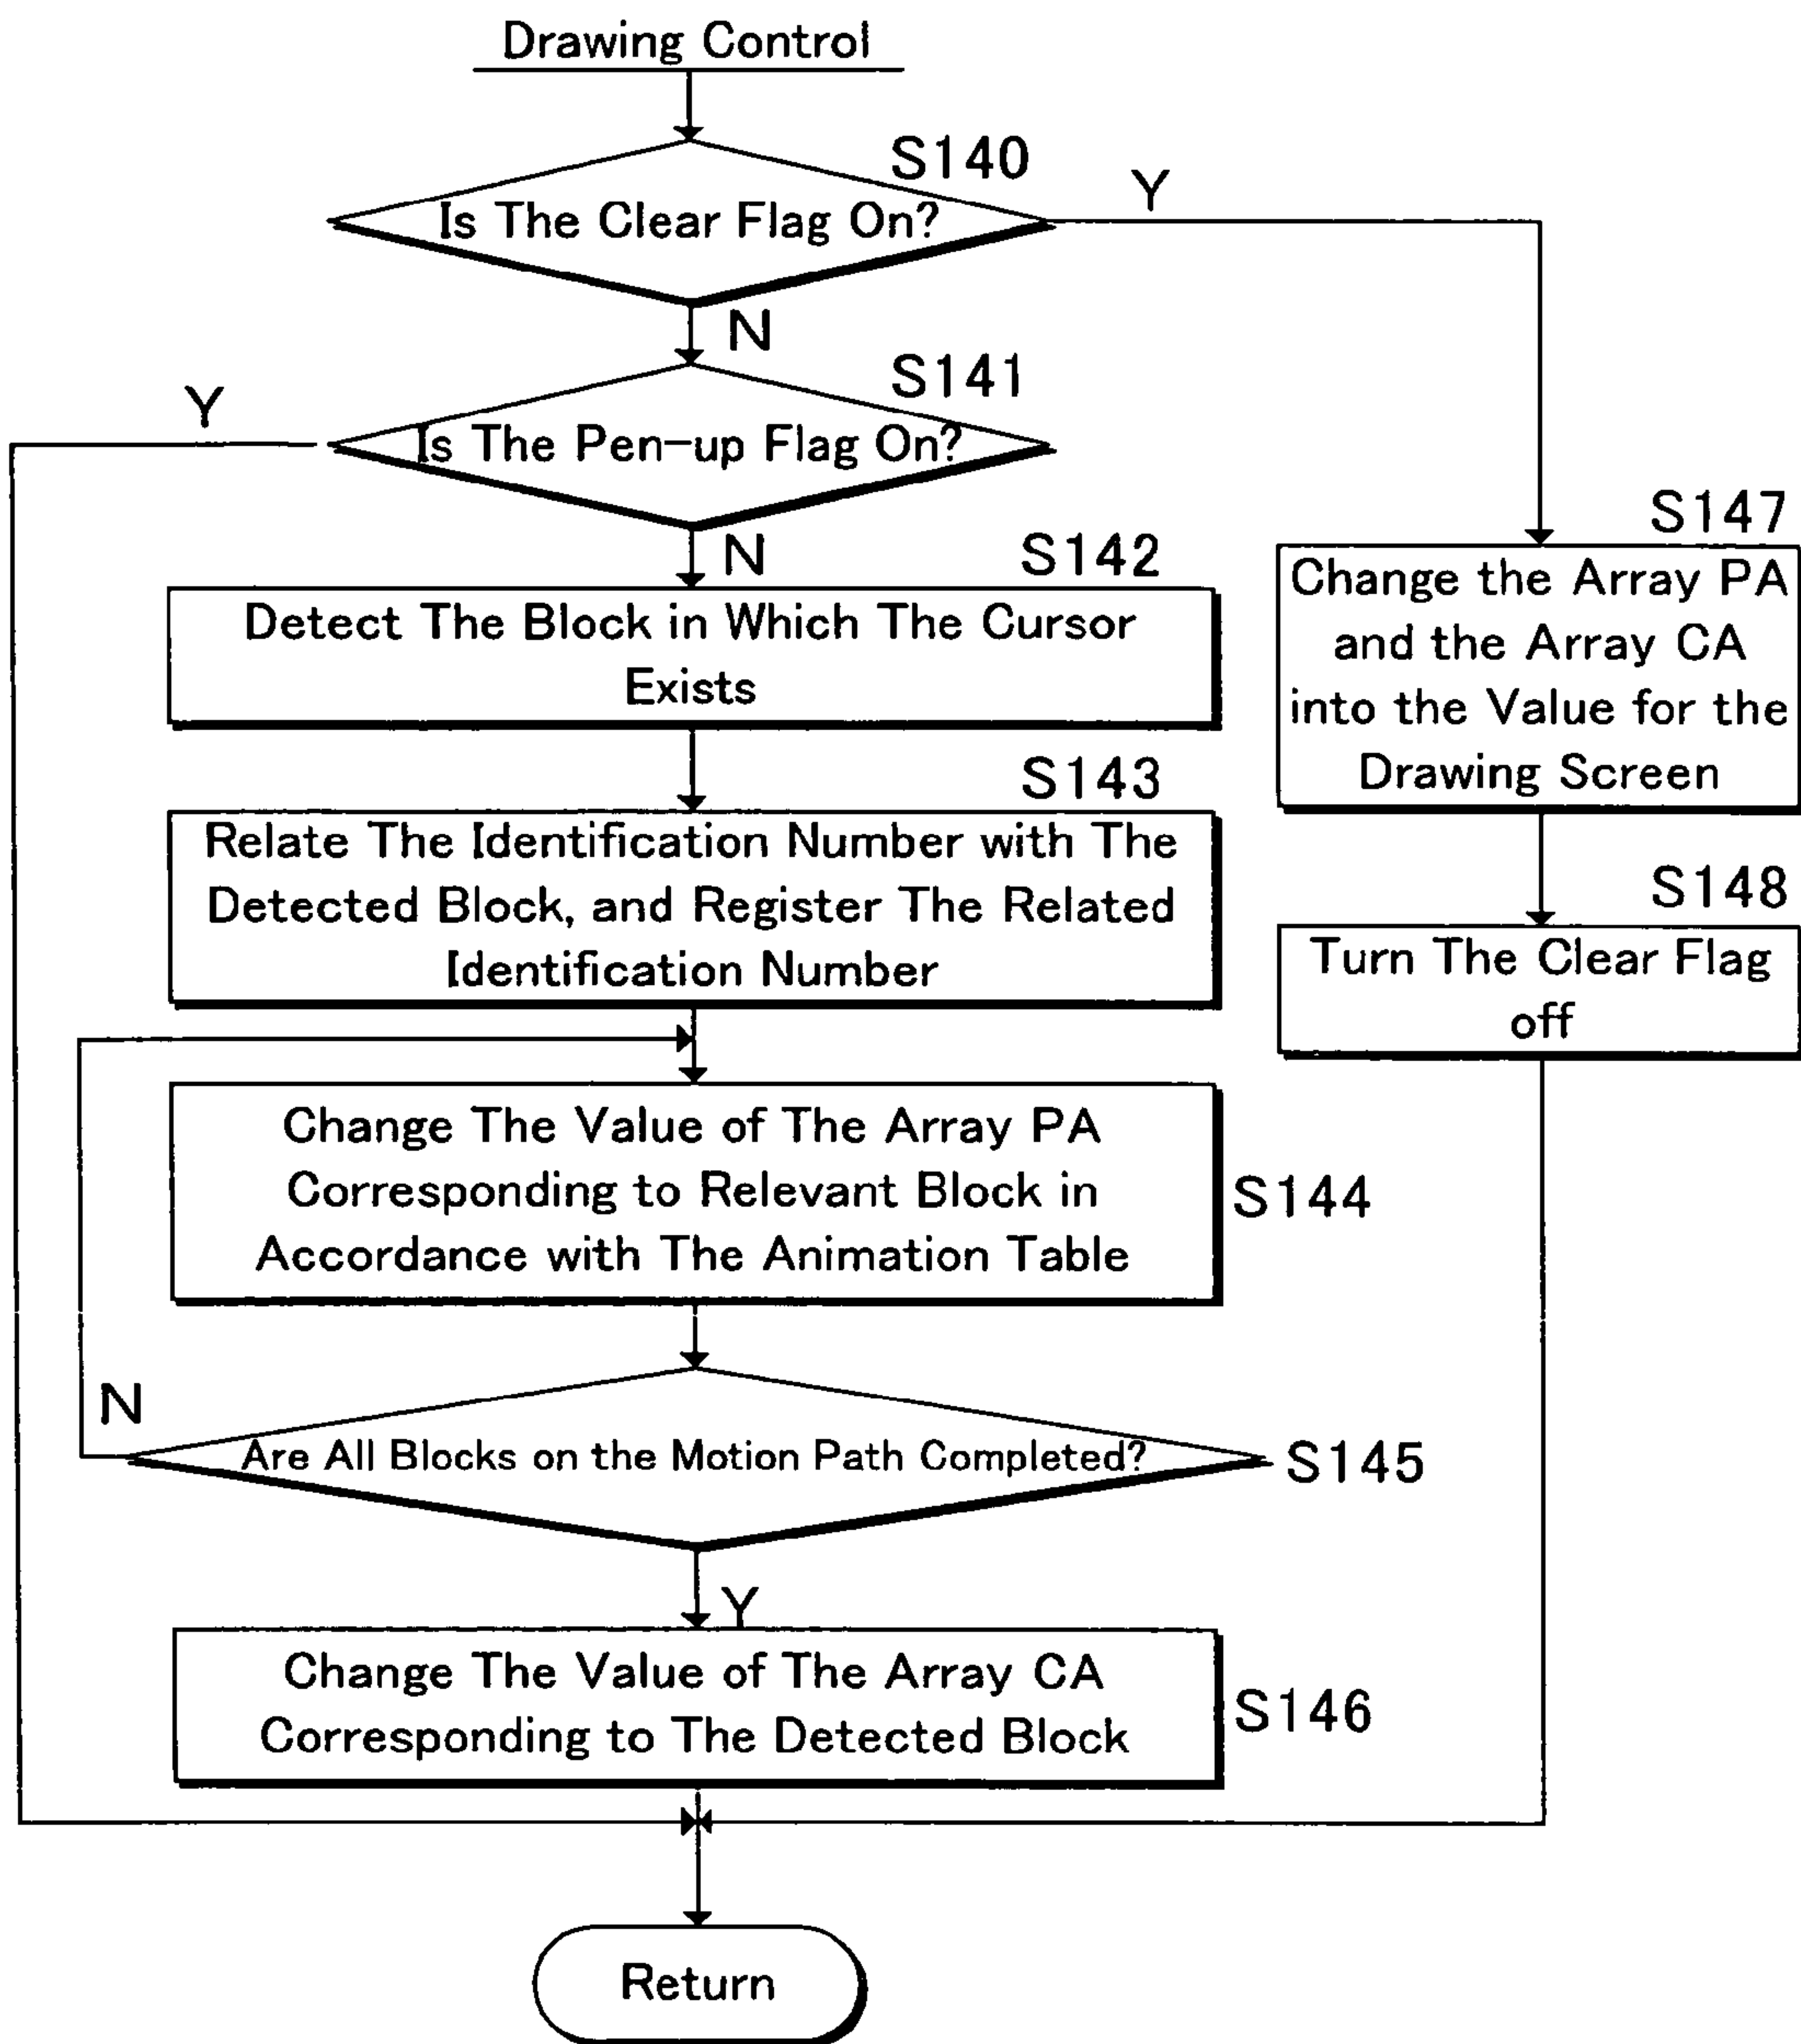 Drawing Control
S140
Y
Is The Clear Flag On?
N
S141
Y
Is The Pen-up Flag On?
N
S142
Detect The Block in Which The Cursor
Exists
S147
Change the Array PA
and the Array CA
into the Value for the
Drawing Screen
S143
Relate The Identification Number with The
Detected Block, and Register The Related
Identification Number
S148
Turn The Clear Flag
off
Change The Value of The Array PA
Corresponding to Relevant Block in
Accordance with The Animation Table
S144
N
Are All Blocks on the Motion Path Completed?
S145
Y
Change The Value of The Array CA
Corresponding to The Detected Block
S146
Return